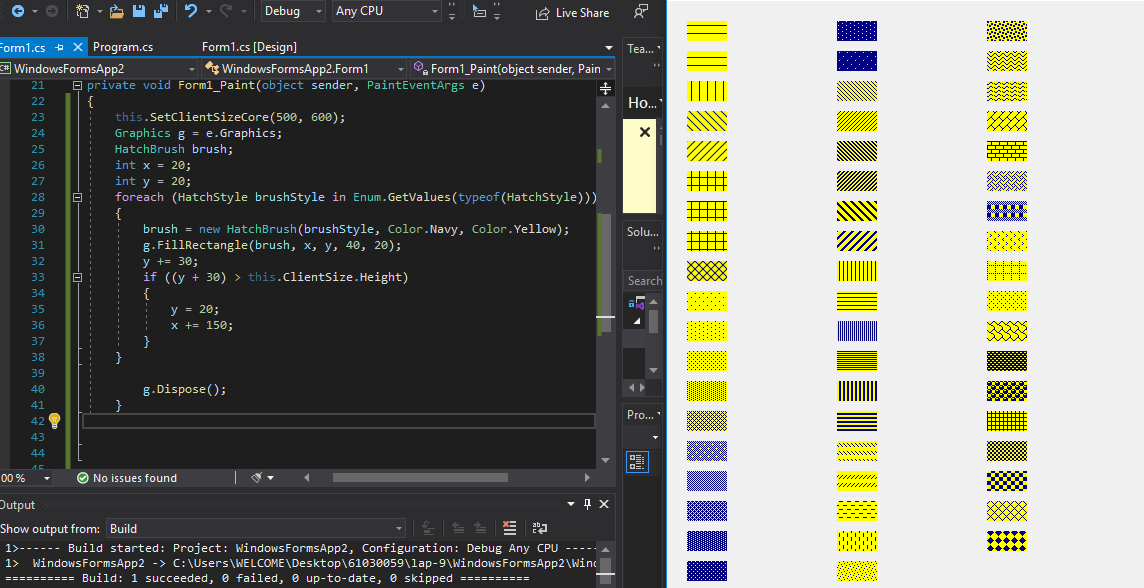 Debug
Any CPU
Live Share
Form1.cs
Program.cs
Form1.cs [Design]
Tea...
C# WindowsFormsApp2
WindowsFormsApp2.Form1
Form1_Paint(object sender, Pain
21 private void Form1_Paint(object sender, PaintEventArgs e)
22 {
23 this.SetClientSizeCore(500, 600);
24 Graphics g = e.Graphics;
25 HatchBrush brush;
26 int x = 20;
27 int y = 20;
28 foreach (HatchStyle brushStyle in Enum.GetValues(typeof(HatchStyle)))
29 {
30 brush = new HatchBrush(brushStyle, Color.Navy, Color.Yellow);
31 g.FillRectangle(brush, x, y, 40, 20);
32 y += 30;
33 if ((y + 30) > this.ClientSize.Height)
34 {
35 y = 20;
36 x += 150;
37 }
38 }
39
40 g.Dispose();
41 }
42
43
44
45
Ho...
Solu...
Search
Pro...
00 %
No issues found
Output
Show output from: Build
1>------ Build started: Project: WindowsFormsApp2, Configuration: Debug Any CPU -----
1> WindowsFormsApp2 -> C:\Users\WELCOME\Desktop\61030059\lap-9\WindowsFormsApp2\Wind
========== Build: 1 succeeded, 0 failed, 0 up-to-date, 0 skipped ==========